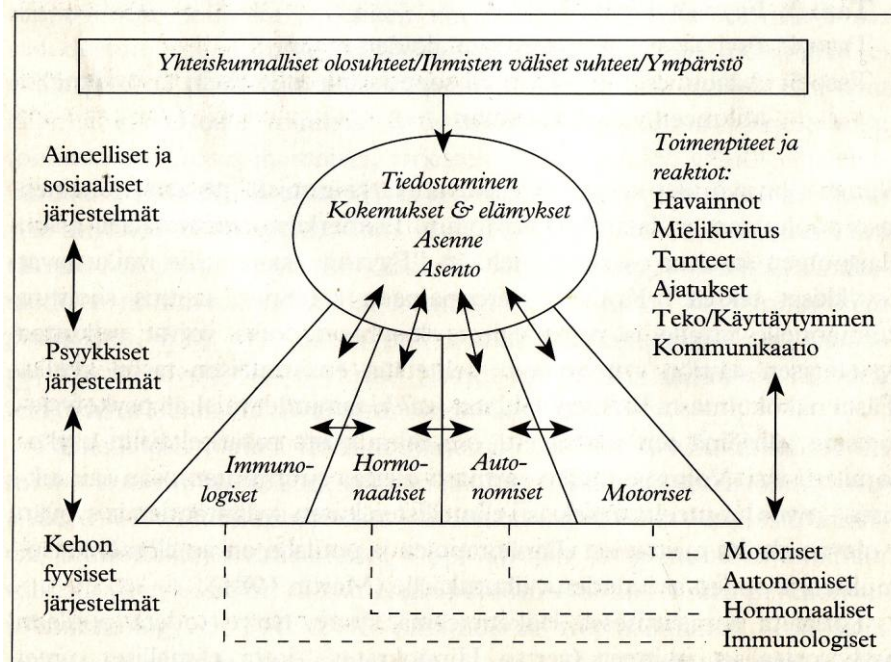 Yhteiskunnalliset olosuhteet/Ihmisten väliset suhteet/Ympäristö
Aineelliset ja
sosiaaliset
järjestelmät
Psyykkiset
järjestelmät
Kehon
fyysiset
järjestelmät
Tiedostaminen
Kokemukset & elämykset
Asenne
Asento
Immuno-
logiset
Hormo-
naaliset
Auto-
nomiset
Motoriset
Toimenpiteet ja
reaktiot:
Havainnot
Mielikuvitus
Tunteet
Ajatukset
Teko/Käyttäytyminen
Kommunikaatio
Motoriset
Autonomiset
Hormonaaliset
Immunologiset